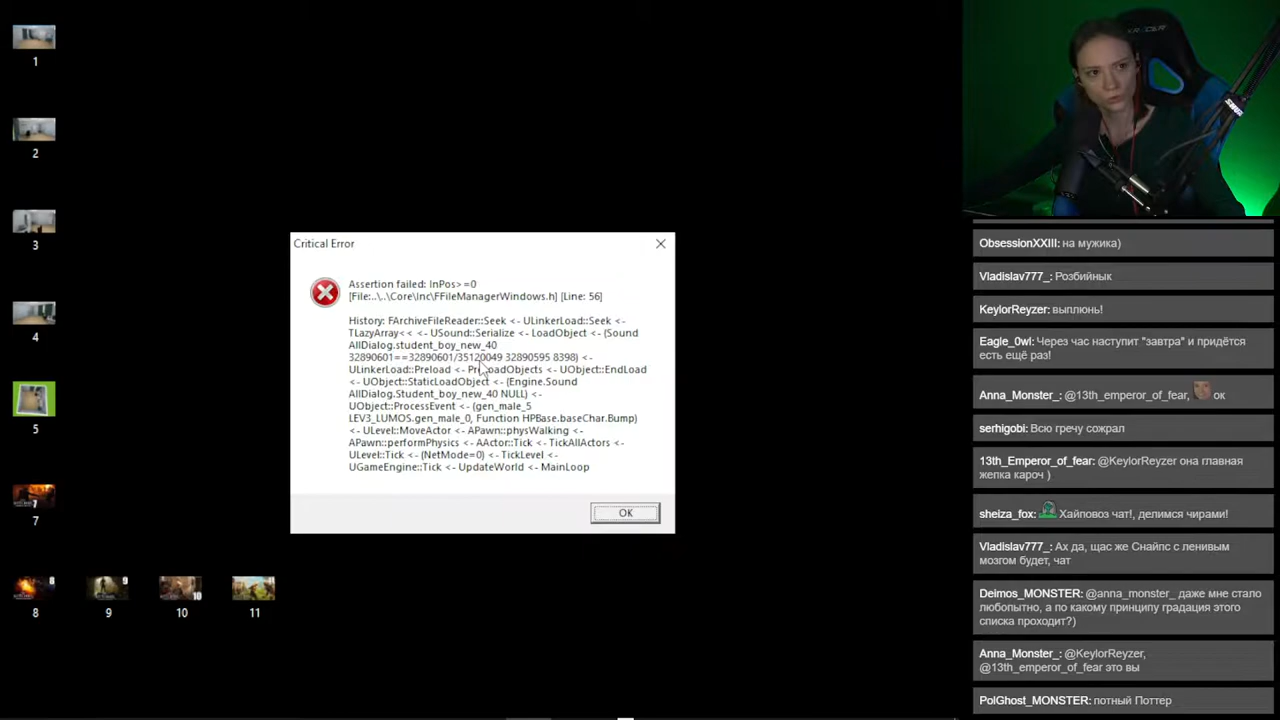 1
2
3
4
5
7
8
9
10
11
Critical Error
Assertion failed: InPos>=0
[File:..\..\Core\Inc\FFileManagerWindows.h] [Line: 56]
History: FArchiveFileReader::Seek <- ULinkerLoad::Seek <-
TLazyArray<< <- USound::Serialize <- LoadObject <- (Sound
AllDialog.student_boy_new_40
32890601==32890601/35120049 32890595 8398) <-
ULinkerLoad::Preload <- PreloadObjects <- UObject::EndLoad
<- UObject::StaticLoadObject <- (Engine.Sound
AllDialog.Student_boy_new_40 NULL) <-
UObject::ProcessEvent <- (gen_male_5
LEV3_LUMOS.gen_male_0, Function HPBase.baseChar.Bump)
<- ULevel::MoveActor <- APawn::physWalking <-
APawn::performPhysics <- AActor::Tick <- TickAllActors <-
ULevel::Tick <- (NetMode=0) <- TickLevel <-
UGameEngine::Tick <- UpdateWorld <- MainLoop
OK
ObsessionXXIII: на мужика)
Vladislav777_: Розбийнык
KeylorReyzer: выплюнь!
Eagle_0wl: Через час наступит "завтра" и придётся
есть ещё раз!
Anna_Monster_: @13th_emperor_of_fear, ок
serhigobi: Всю гречу сожрал
13th_Emperor_of_fear: @KeylorReyzer она главная
жепка кароч )
sheiza_fox: Хайповоз чат!, делимся чирами!
Vladislav777_: Ах да, щас же Снайпс с ленивым
мозгом будет, чат
Deimos_MONSTER: @anna_monster_ даже мне стало
любопытно, а по какому принципу градация этого
списка проходит?)
Anna_Monster_: @KeylorReyzer,
@13th_emperor_of_fear это вы
PolGhost_MONSTER: потный Поттер
SHURE